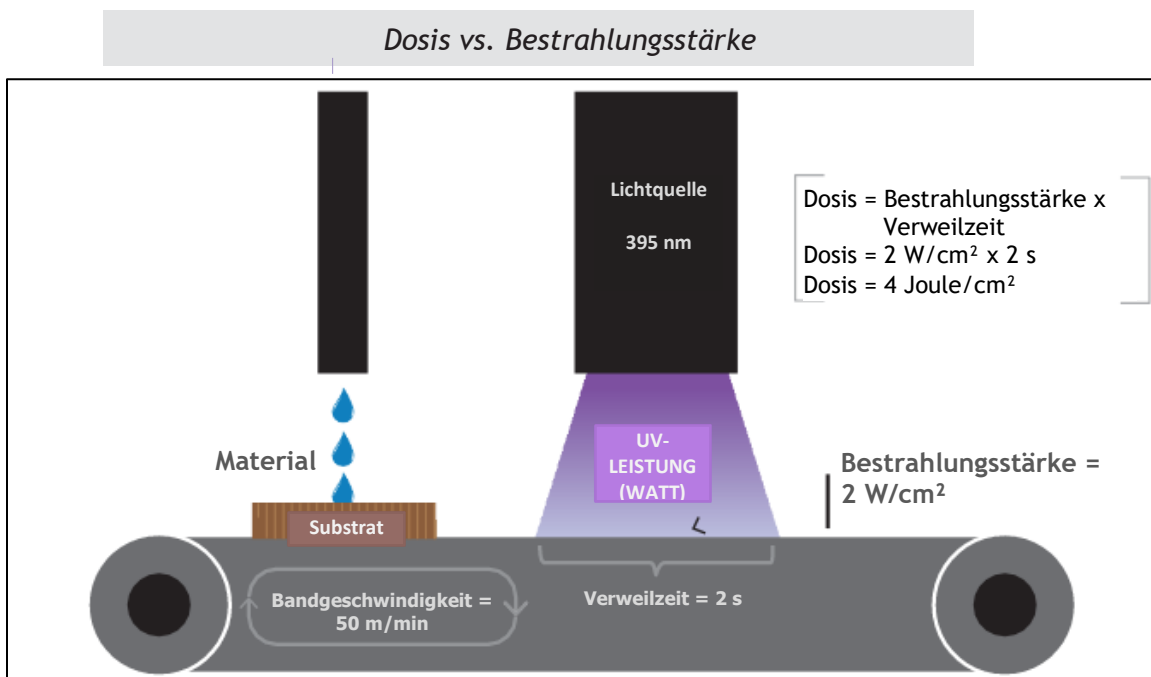 Dosis vs. Bestrahlungsstärke
Lichtquelle
395 nm
Dosis = Bestrahlungsstärke x
Verweilzeit
Dosis = 2 W/cm² x 2 s
Dosis = 4 Joule/cm²
Material
UV-
LEISTUNG
(WATT)
Bestrahlungsstärke =
2 W/cm²
Substrat
Bandgeschwindigkeit =
50 m/min
Verweilzeit = 2 s